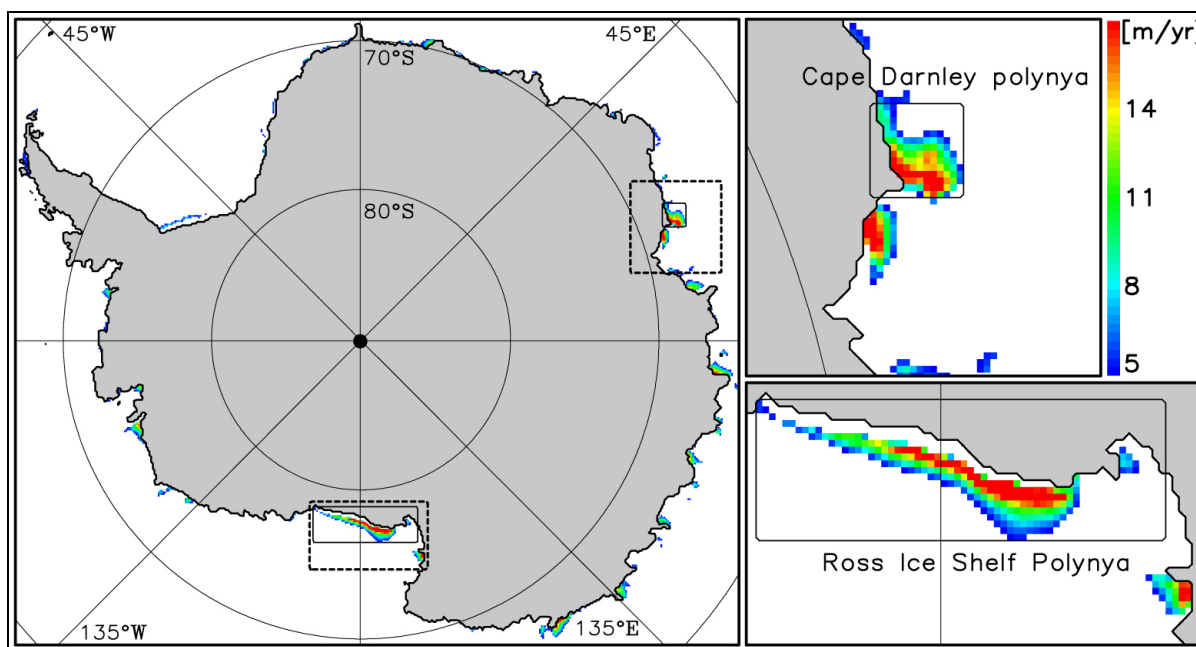 45°W
45°E
70°S
80°S
135°W
135°E
Cape Darnley polynya
[m/yr]
14
11
8
5
Ross Ice Shelf Polynya